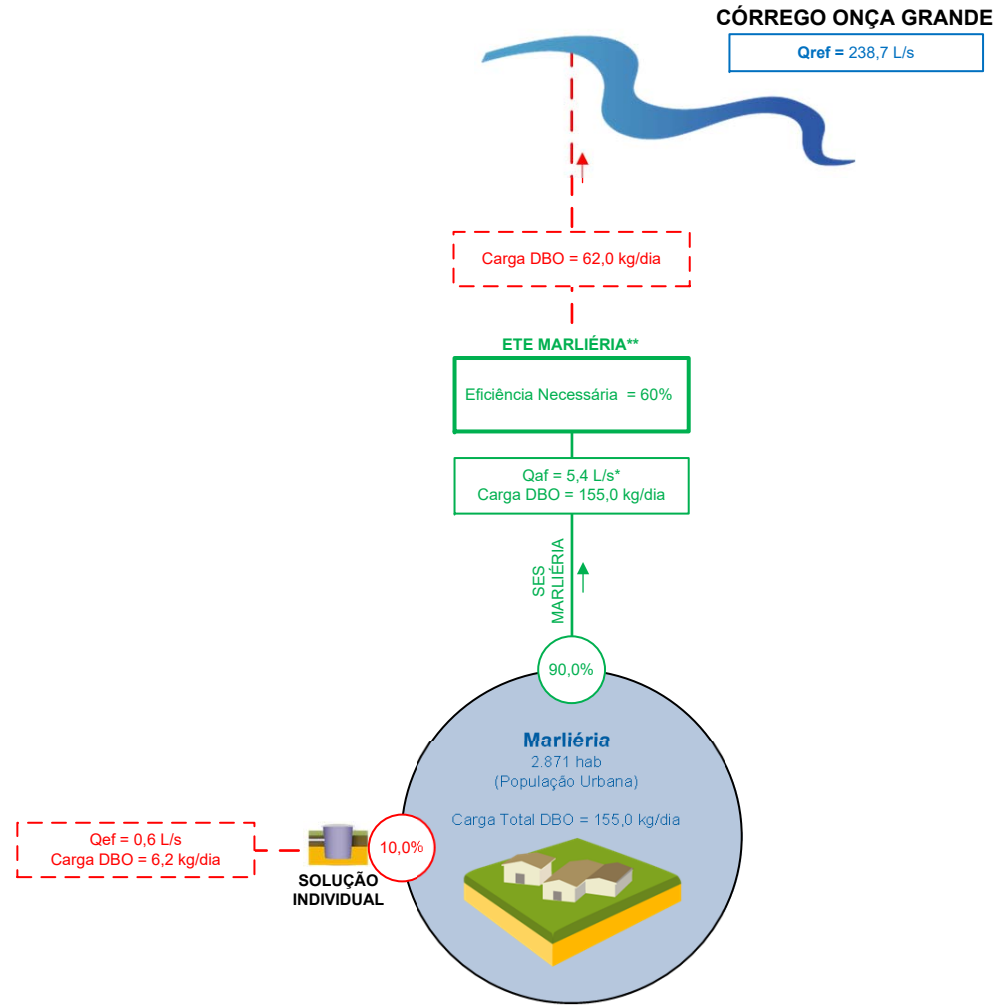 CÓRREGO ONÇA GRANDE
Qref = 238,7 L/s
Carga DBO = 62,0 kg/dia
ETE MARLIÉRIA**
Eficiência Necessária = 60%
Qaf = 5,4 L/s*
Carga DBO = 155,0 kg/dia
SES
MARLIÉRIA
90,0%
Marliéria
2.871 hab
(População Urbana)
Carga Total DBO = 155,0 kg/dia
10,0%
Qef = 0,6 L/s
Carga DBO = 6,2 kg/dia
SOLUÇÃO
INDIVIDUAL